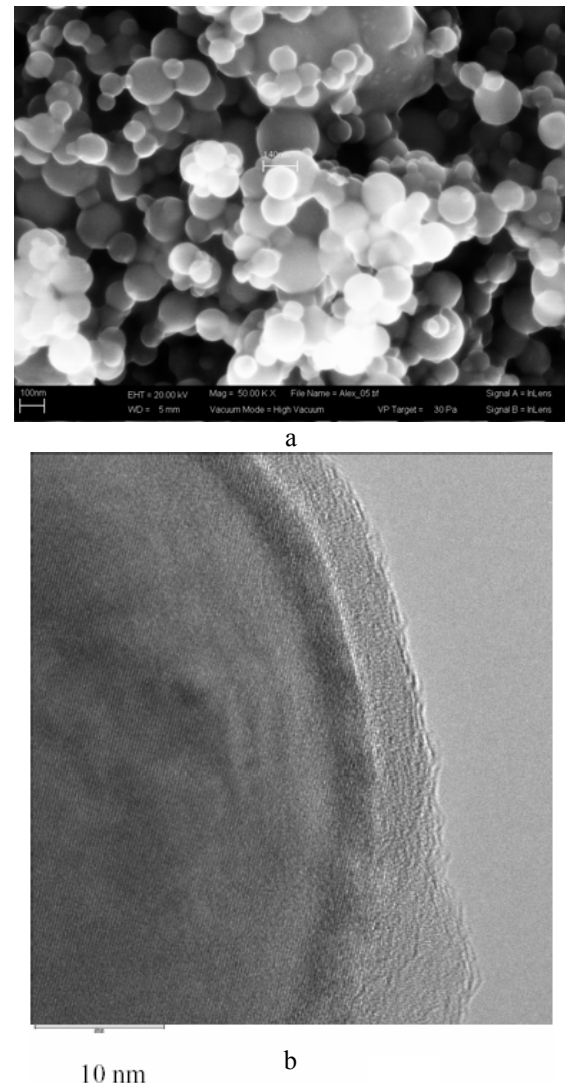 140nm
100nm EHT = 20.00 kV Mag = 50.00 K X File Name = Alex_05.tif Signal A = InLens
WD = 5 mm Vacuum Mode = High Vacuum VP Target = 30 Pa Signal B = InLens
a
b
10 nm